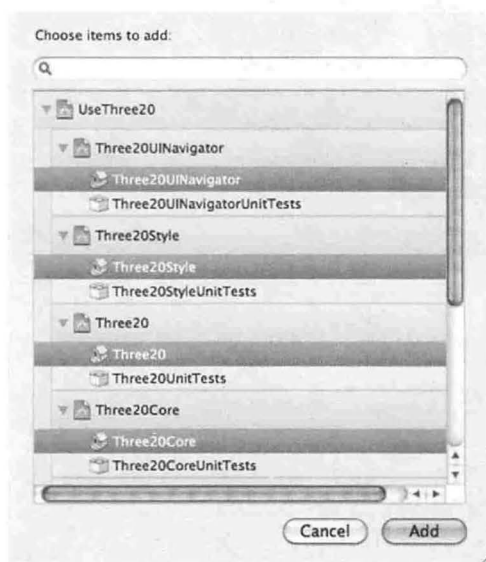 Choose items to add:
UseThree20
Three20UINavigator
Three20UINavigator
Three20UINavigatorUnitTests
Three20Style
Three20Style
Three20StyleUnitTests
Three20
Three20
Three20UnitTests
Three20Core
Three20Core
Three20CoreUnitTests
Cancel Add